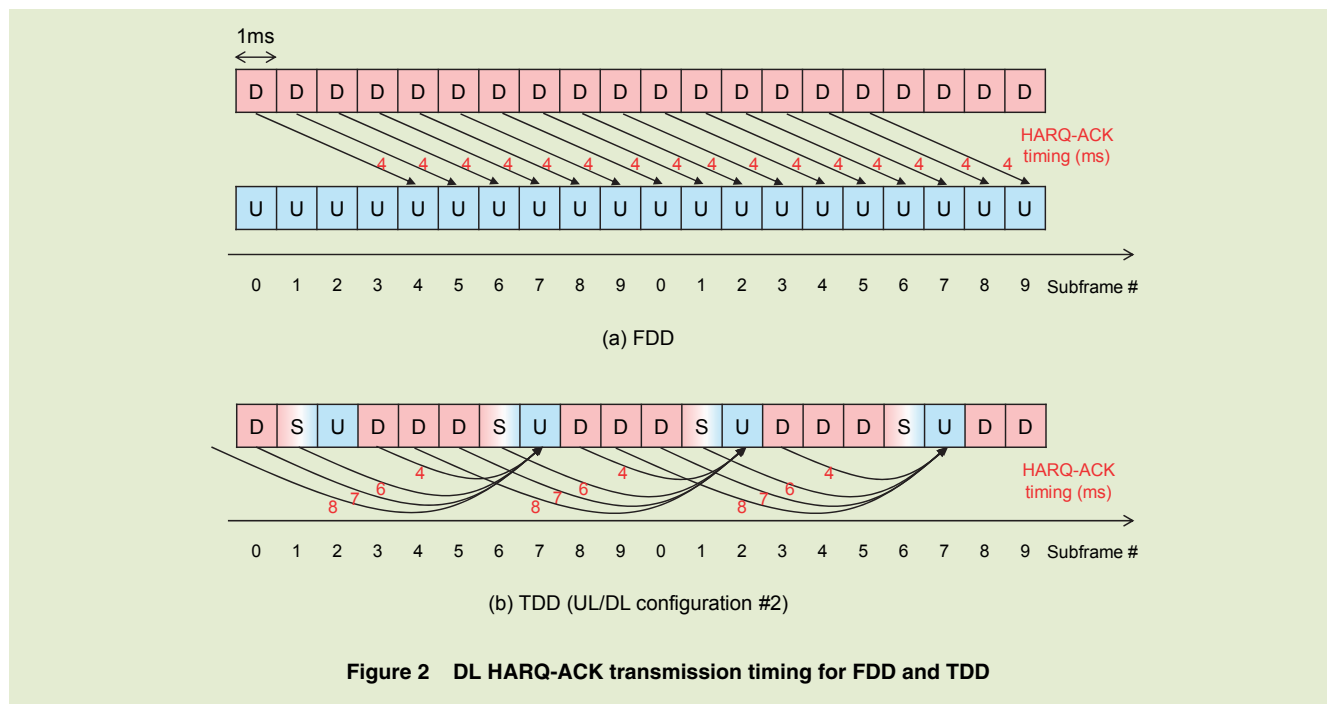 1ms
D D D D D D D D D D D D D D D D D D D D
HARQ-ACK
timing (ms)
4 4 4 4 4 4 4 4 4 4 4 4 4 4 4 4
U U U U U U U U U U U U U U U U U U U U
0 1 2 3 4 5 6 7 8 9 0 1 2 3 4 5 6 7 8 9 Subframe #
(a) FDD
D S U D D D S U D D D S U D D D S U D D
HARQ-ACK
timing (ms)
4 4 4
6 6 6
7 7 7
8 8 8
0 1 2 3 4 5 6 7 8 9 0 1 2 3 4 5 6 7 8 9 Subframe #
(b) TDD (UL/DL configuration #2)
Figure 2 DL HARQ-ACK transmission timing for FDD and TDD